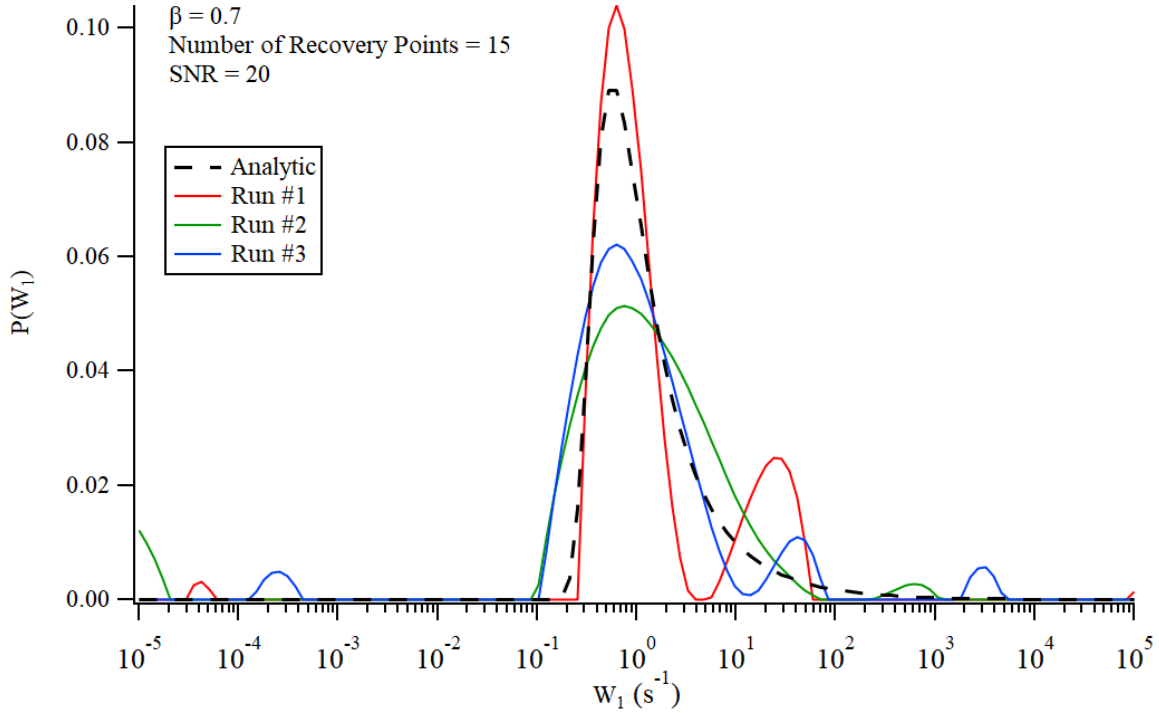 β = 0.7
Number of Recovery Points = 15
SNR = 20
Analytic
Run #1
Run #2
Run #3
P(W₁)
0.10
0.08
0.06
0.04
0.02
0.00
10⁻⁵ 10⁻⁴ 10⁻³ 10⁻² 10⁻¹ 10⁰ 10¹ 10² 10³ 10⁴ 10⁵
W₁ (s⁻¹)